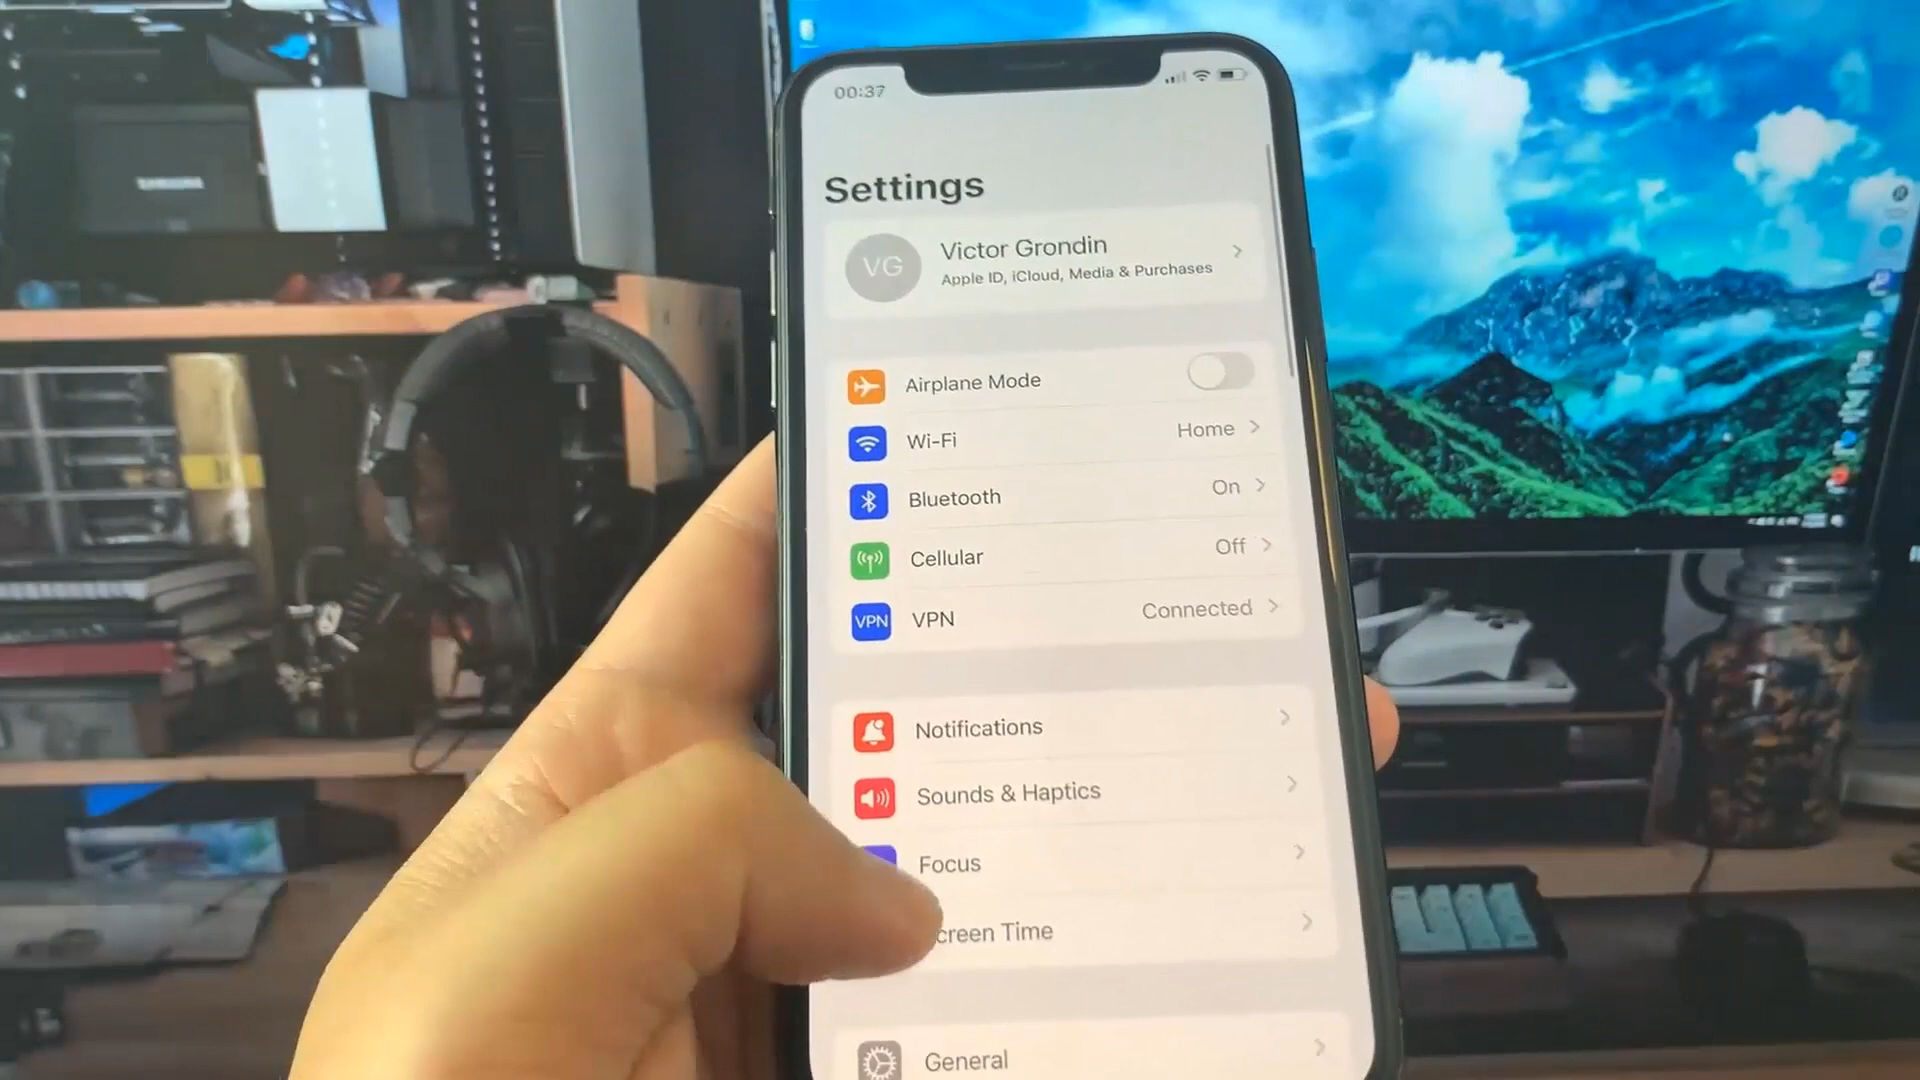 SAMSUNG
00:37
Settings
VG
Victor Grondin
Apple ID, iCloud, Media & Purchases
Airplane Mode
Wi-Fi
Home
Bluetooth
On
Cellular
Off
VPN
VPN
Connected
Notifications
Sounds & Haptics
Focus
creen Time
General